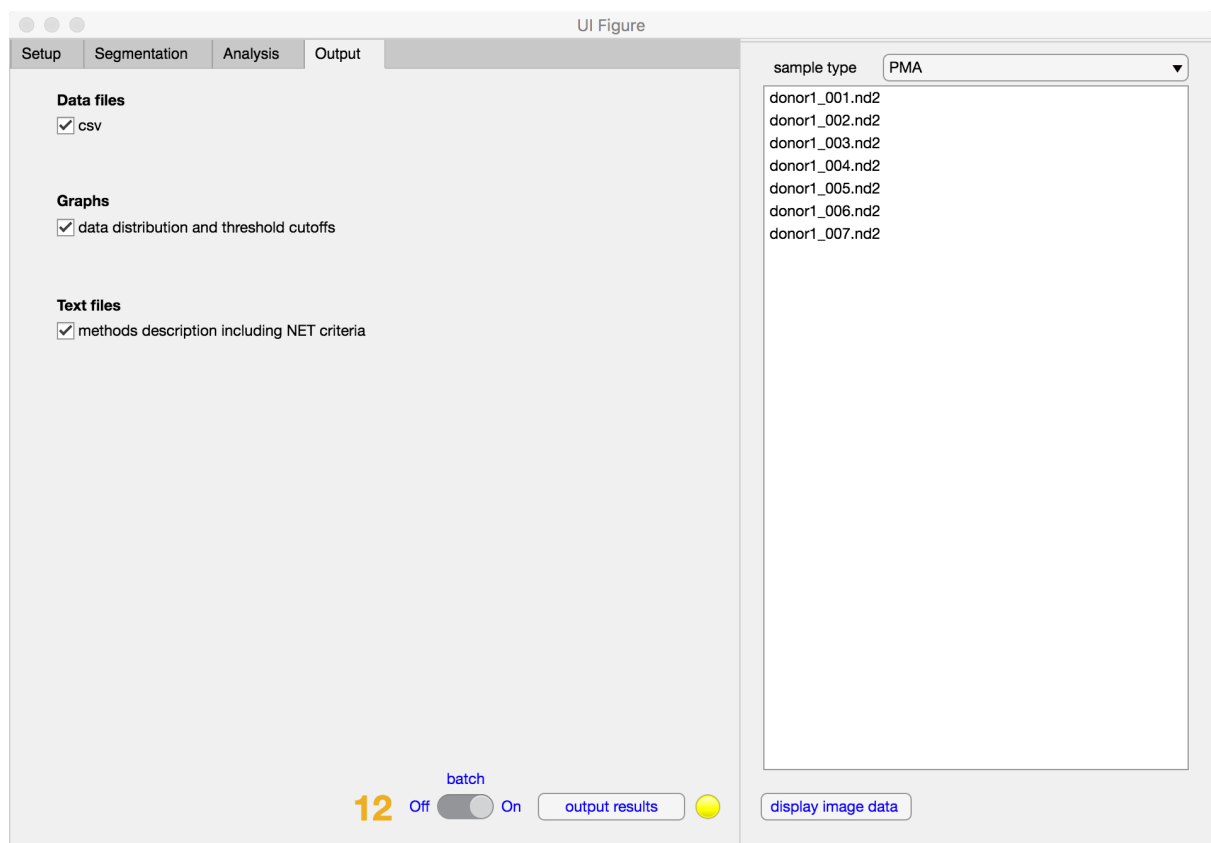 UI Figure
Setup Segmentation Analysis Output
Data files
csv
Graphs
data distribution and threshold cutoffs
Text files
methods description including NET criteria
batch
12 Off On output results
sample type PMA
donor1_001.nd2
donor1_002.nd2
donor1_003.nd2
donor1_004.nd2
donor1_005.nd2
donor1_006.nd2
donor1_007.nd2
display image data